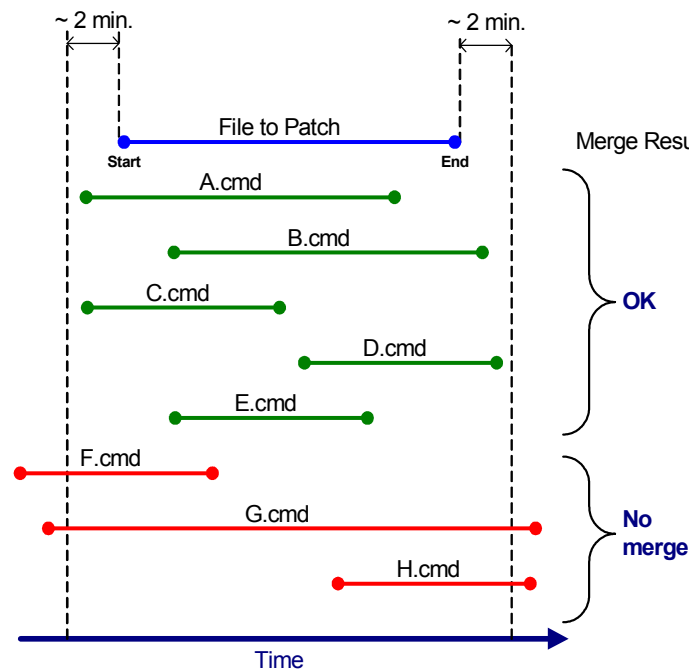 ~ 2 min.
~ 2 min.
File to Patch
Start
End
Merge Resu
A.cmd
B.cmd
C.cmd
OK
D.cmd
E.cmd
F.cmd
G.cmd
No
merge
H.cmd
Time